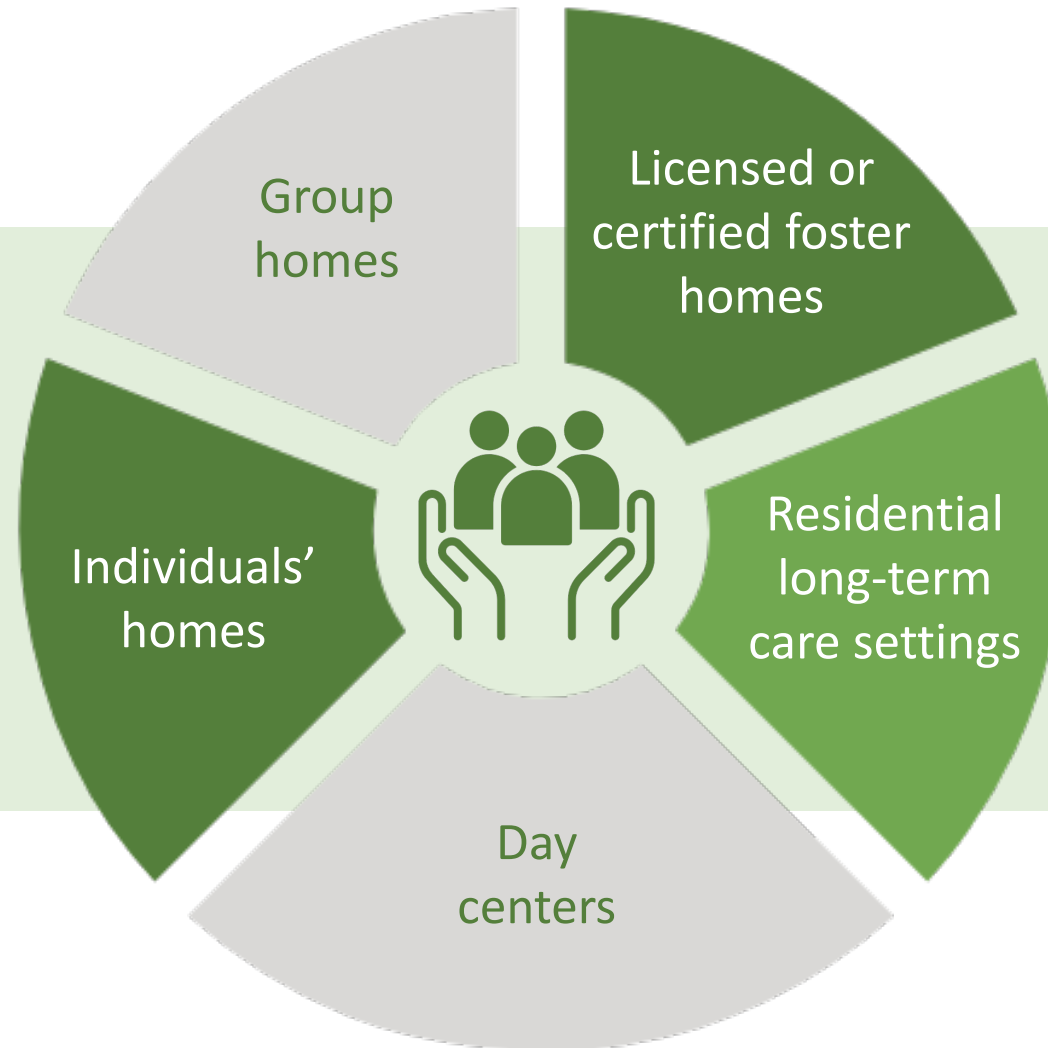 Group
homes
Licensed or
certified foster
homes
Residential
long-term
care settings
Day
centers
Individuals’
homes